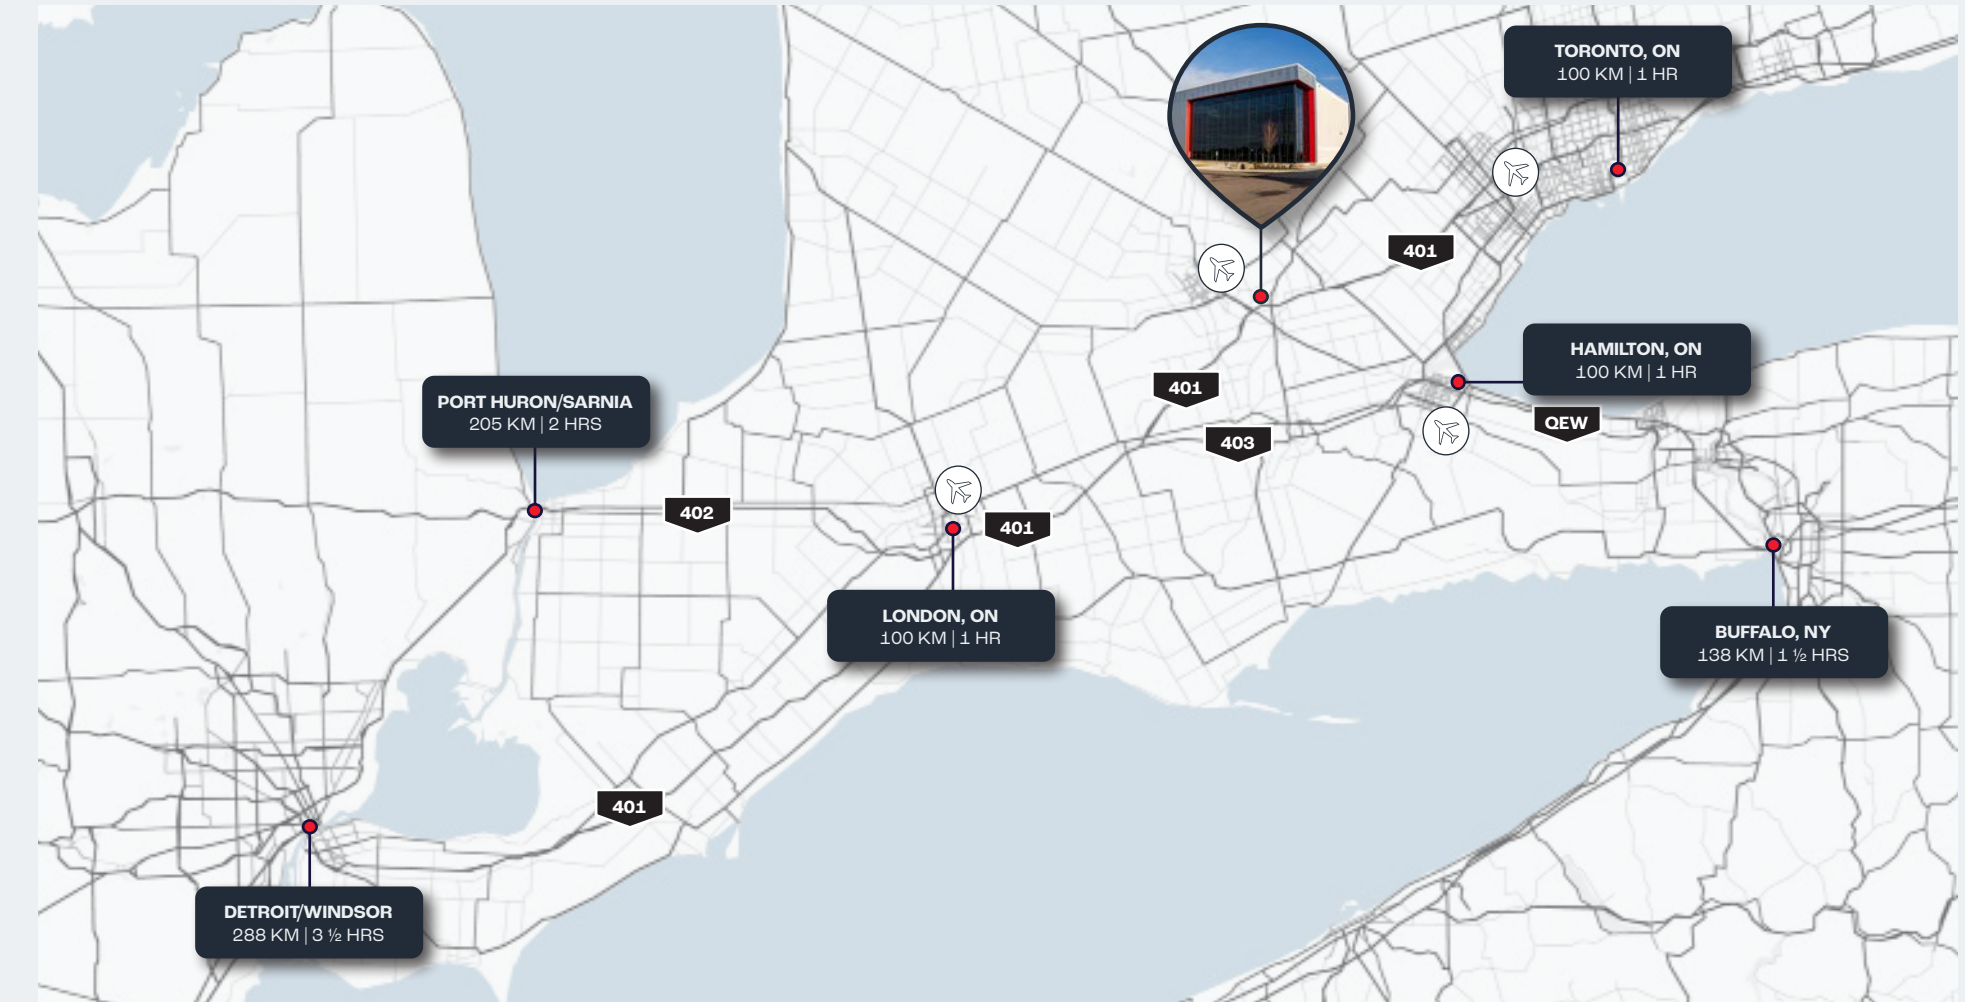 TORONTO, ON
100 KM | 1 HR
401
HAMILTON, ON
100 KM | 1 HR
PORT HURON/SARNIA
205 KM | 2 HRS
401
QEW
403
402
401
LONDON, ON
100 KM | 1 HR
BUFFALO, NY
138 KM | 1 ½ HRS
401
DETROIT/WINDSOR
288 KM | 3 ½ HRS